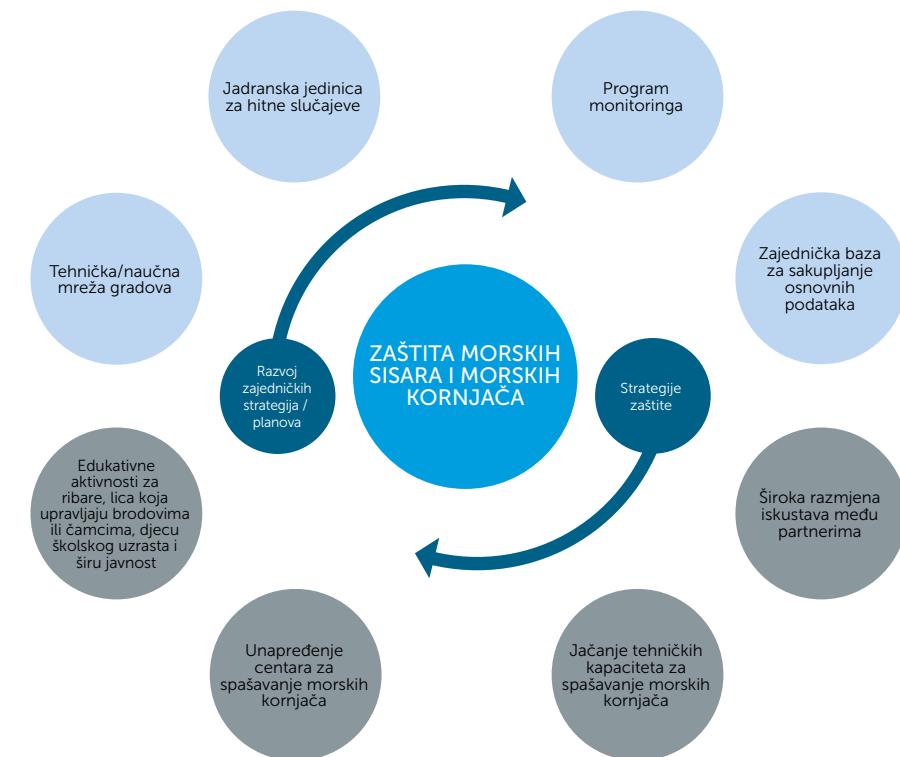 Jadranska jedinica
za hitne slučajeve
Program
monitoringa
Tehnička/naučna
mreža gradova
Zajednička baza
za sakupljanje
osnovnih
podataka
ZAŠTITA MORSKIH
SISARA I MORSKIH
KORNJAČA
Razvoj
zajedničkih
strategija /
planova
Strategije
zaštite
Edukativne
aktivnosti za
ribare, lica koja
upravljaju brodovima
ili čamcima, djecu
školskog uzrasta i
širu javnost
Široka razmjena
iskustava među
partnerima
Unapređenje
centara za
spašavanje morskih
kornjača
Jačanje tehničkih
kapaciteta za
spašavanje morskih
kornjača